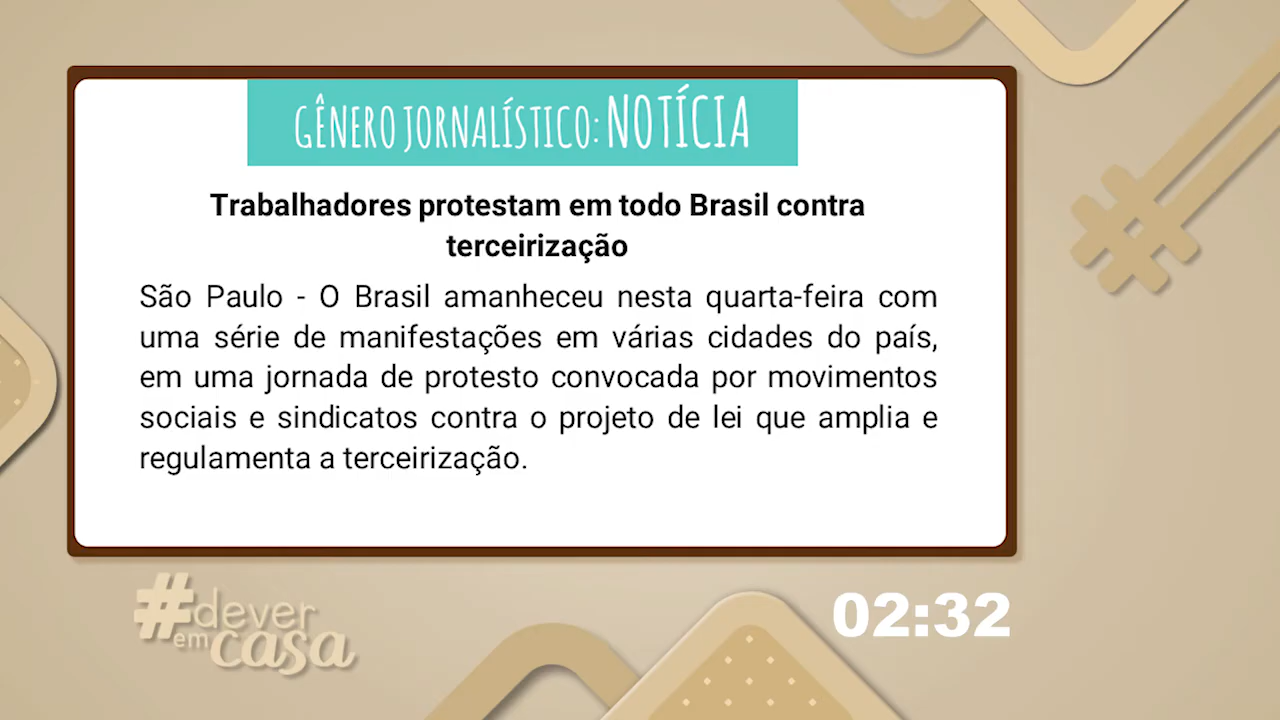 GÊNERO JORNALÍSTICO: NOTÍCIA
Trabalhadores protestam em todo Brasil contra
terceirização
São Paulo - O Brasil amanheceu nesta quarta-feira com
uma série de manifestações em várias cidades do país,
em uma jornada de protesto convocada por movimentos
sociais e sindicatos contra o projeto de lei que amplia e
regulamenta a terceirização.
#dever
em casa
02:32